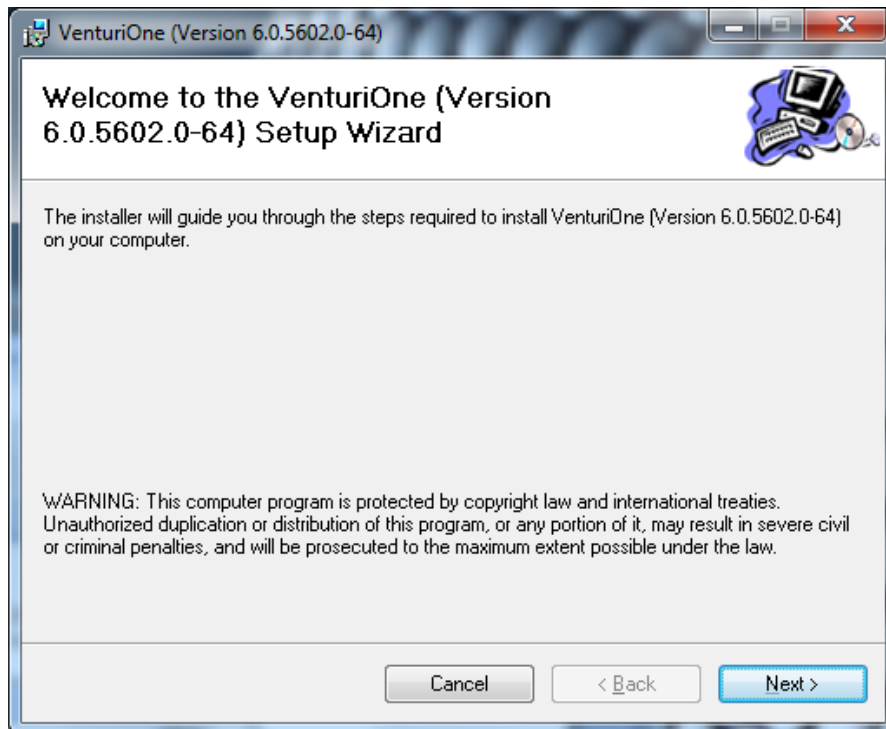 VenturiOne (Version 6.0.5602.0-64)
Welcome to the VenturiOne (Version
6.0.5602.0-64) Setup Wizard
The installer will guide you through the steps required to install VenturiOne (Version 6.0.5602.0-64)
on your computer.
WARNING: This computer program is protected by copyright law and international treaties.
Unauthorized duplication or distribution of this program, or any portion of it, may result in severe civil
or criminal penalties, and will be prosecuted to the maximum extent possible under the law.
Cancel < Back Next >